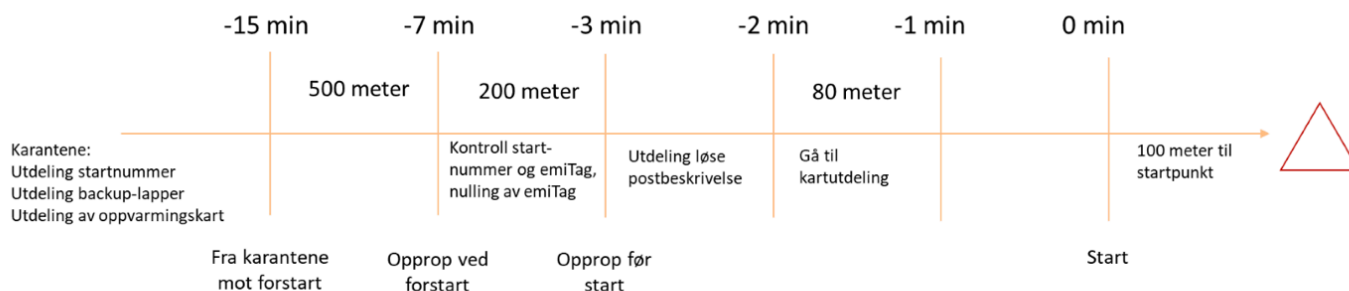 -15 min
-7 min
-3 min
-2 min
-1 min
0 min
500 meter
200 meter
80 meter
Karantene:
Utdeling startnummer
Utdeling backup-lapper
Utdeling av oppvarmingskart
Kontroll start-
nummer og emiTag,
nulling av emiTag
Utdeling løse
postbeskrivelse
Gå til
kartutdeling
100 meter til
startpunkt
Fra karantene
mot forstart
Opprop ved
forstart
Opprop før
start
Start